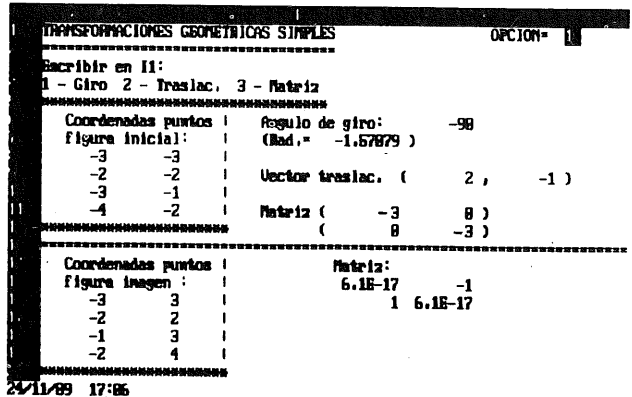 TRANSFORMACIONES GEOMETRICAS SIMPLES OPCION= 1
Escribir en I1:
1 - Giro 2 - Traslac. 3 - Matriz
Coordenadas puntos | Angulo de giro: -90
figura inicial: | (Rad.= -1.57079 )
-3 -3 |
-2 -2 | Vector traslac. ( 2 , -1 )
-3 -1 |
-4 -2 | Matriz ( -3 0 )
( 0 -3 )
Coordenadas puntos | Matriz:
figura imagen : | 6.1E-17 -1
-3 3 | 1 6.1E-17
-2 2 |
-1 3 |
-2 4 |
24/11/89 17:06